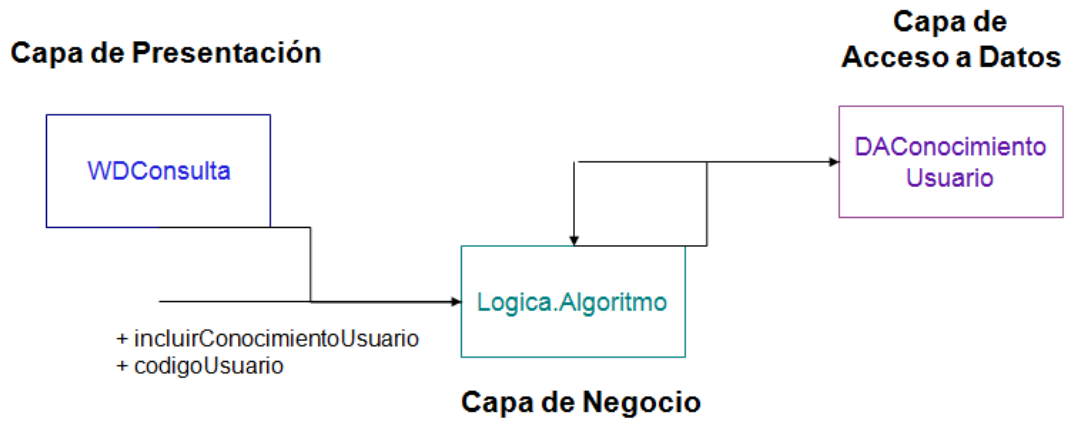 Capa de Presentación
Capa de
Acceso a Datos
WDConsulta
DAConocimiento
Usuario
Logica.Algoritmo
+ incluirConocimientoUsuario
+ codigoUsuario
Capa de Negocio